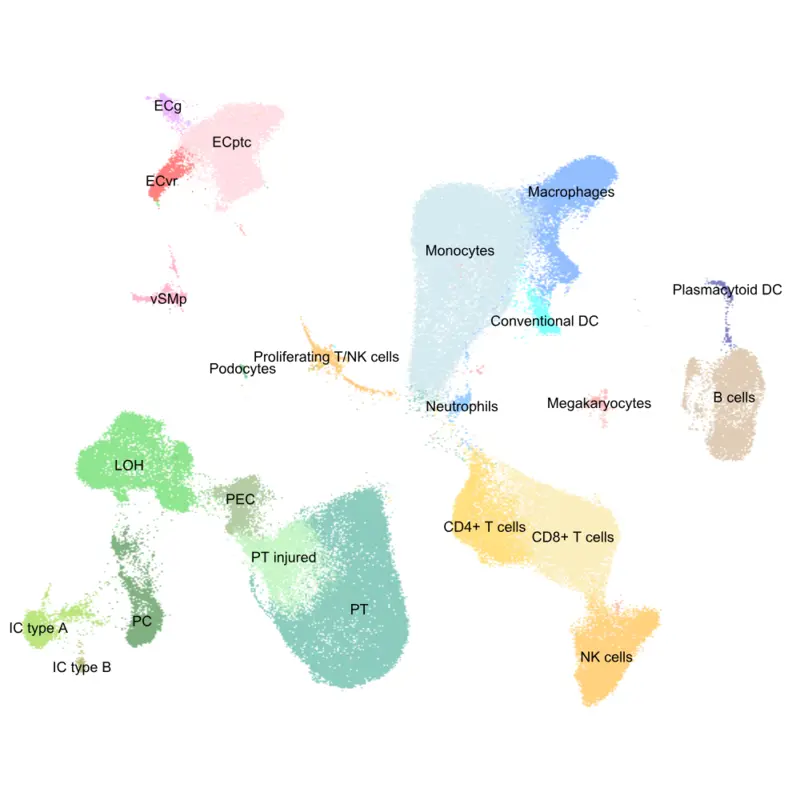 ECg
ECptc
ECvr
Macrophages
Monocytes
Plasmacytoid DC
vSMp
Conventional DC
Proliferating T/NK cells
Podocytes
B cells
Megakaryocytes
Neutrophils
LOH
PEC
CD4+ T cells
CD8+ T cells
PT injured
PT
PC
IC type A
NK cells
IC type B